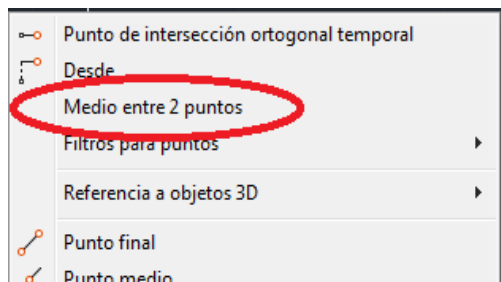 Punto de intersección ortogonal temporal
Desde
Medio entre 2 puntos
Filtros para puntos
Referencia a objetos 3D
Punto final
Punto medio